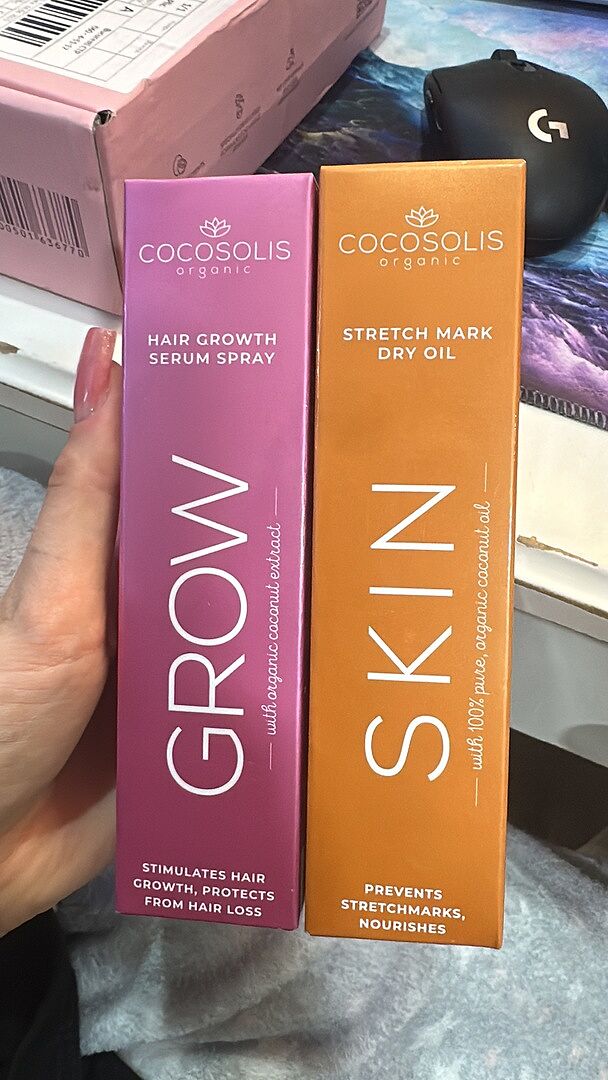 COCOSOLIS
organic
HAIR GROWTH
SERUM SPRAY
GROW
with organic coconut extract
STIMULATES HAIR
GROWTH, PROTECTS
FROM HAIR LOSS
COCOSOLIS
organic
STRETCH MARK
DRY OIL
SKIN
with 100% pure, organic coconut oil
PREVENTS
STRETCHMARKS,
NOURISHES
G